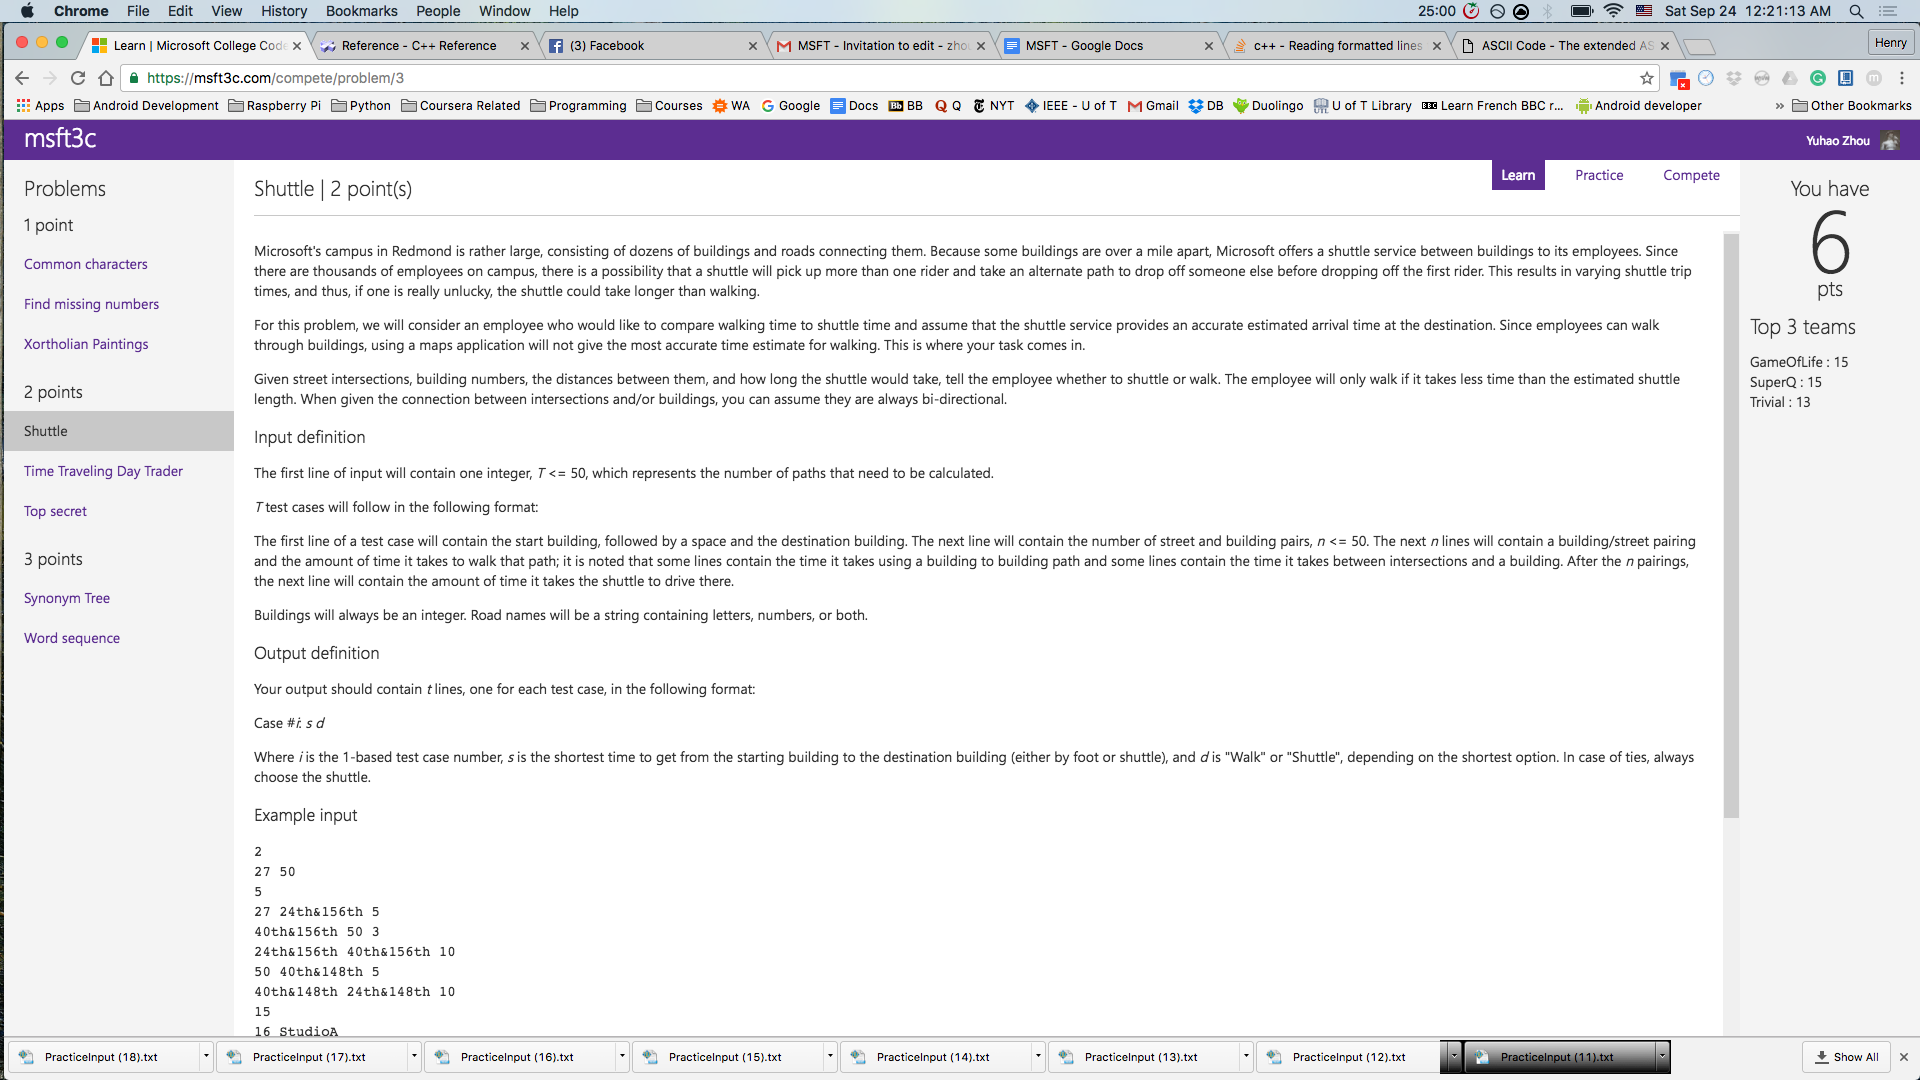 Chrome File Edit View History Bookmarks People Window Help 25:00 Sat Sep 24 12:21:13 AM
Learn | Microsoft College Code Reference - C++ Reference (3) Facebook MSFT - Invitation to edit - zho MSFT - Google Docs c++ - Reading formatted lines ASCII Code - The extended AS Henry
https://msft3c.com/compete/problem/3
Apps Android Development Raspberry Pi Python Coursera Related Programming Courses WA Google Docs BB Q NYT IEEE - U of T Gmail DB Duolingo U of T Library Learn French BBC r... Android developer » Other Bookmarks
msft3c
Yuhao Zhou
Problems
1 point
Common characters
Find missing numbers
Xortholian Paintings
2 points
Shuttle
Time Traveling Day Trader
Top secret
3 points
Synonym Tree
Word sequence
Shuttle | 2 point(s)
Learn Practice Compete
Microsoft's campus in Redmond is rather large, consisting of dozens of buildings and roads connecting them. Because some buildings are over a mile apart, Microsoft offers a shuttle service between buildings to its employees. Since
there are thousands of employees on campus, there is a possibility that a shuttle will pick up more than one rider and take an alternate path to drop off someone else before dropping off the first rider. This results in varying shuttle trip
times, and thus, if one is really unlucky, the shuttle could take longer than walking.
For this problem, we will consider an employee who would like to compare walking time to shuttle time and assume that the shuttle service provides an accurate estimated arrival time at the destination. Since employees can walk
through buildings, using a maps application will not give the most accurate time estimate for walking. This is where your task comes in.
Given street intersections, building numbers, the distances between them, and how long the shuttle would take, tell the employee whether to shuttle or walk. The employee will only walk if it takes less time than the estimated shuttle
length. When given the connection between intersections and/or buildings, you can assume they are always bi-directional.
Input definition
The first line of input will contain one integer, T <= 50, which represents the number of paths that need to be calculated.
T test cases will follow in the following format:
The first line of a test case will contain the start building, followed by a space and the destination building. The next line will contain the number of street and building pairs, n <= 50. The next n lines will contain a building/street pairing
and the amount of time it takes to walk that path; it is noted that some lines contain the time it takes using a building to building path and some lines contain the time it takes between intersections and a building. After the n pairings,
the next line will contain the amount of time it takes the shuttle to drive there.
Buildings will always be an integer. Road names will be a string containing letters, numbers, or both.
Output definition
Your output should contain t lines, one for each test case, in the following format:
Case #i: s d
Where i is the 1-based test case number, s is the shortest time to get from the starting building to the destination building (either by foot or shuttle), and d is "Walk" or "Shuttle", depending on the shortest option. In case of ties, always
choose the shuttle.
Example input
2
27 50
5
27 24th&156th 5
40th&156th 50 3
24th&156th 40th&156th 10
50 40th&148th 5
40th&148th 24th&148th 10
15
16 StudioA
You have
6
pts
Top 3 teams
GameOfLife : 15
SuperQ : 15
Trivial : 13
PracticeInput (18).txt PracticeInput (17).txt PracticeInput (16).txt PracticeInput (15).txt PracticeInput (14).txt PracticeInput (13).txt PracticeInput (12).txt PracticeInput (11).txt Show All